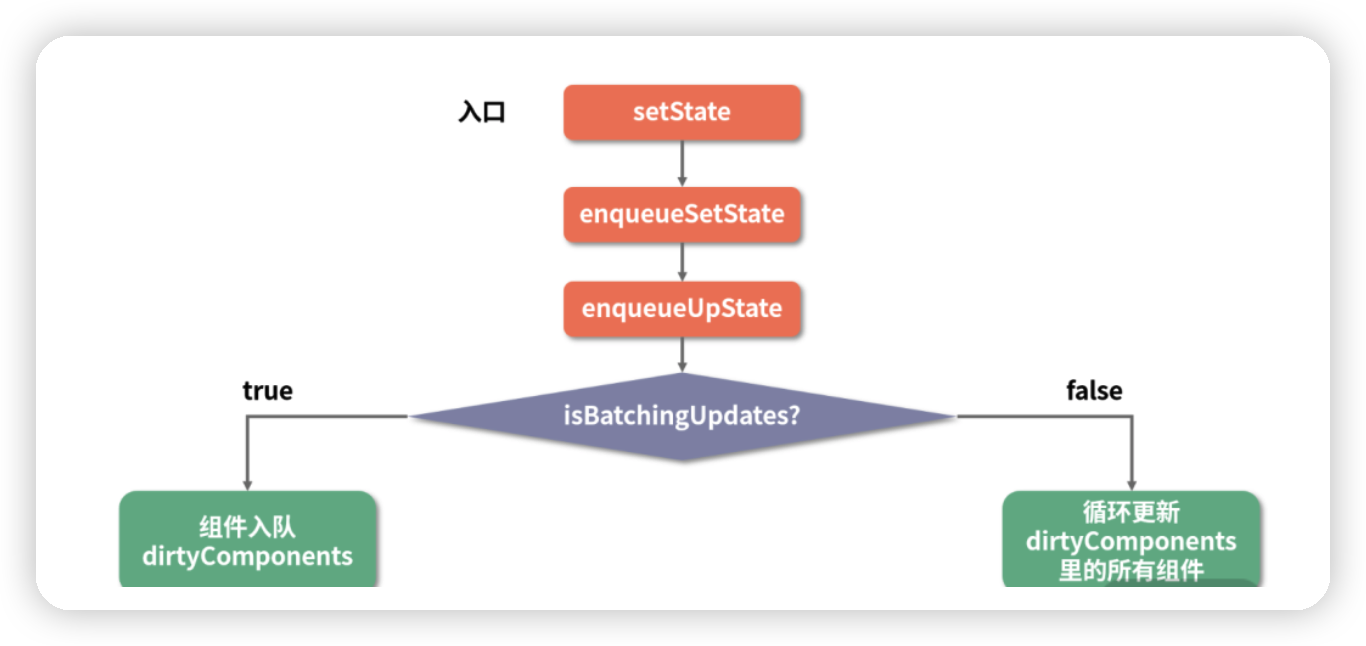 入口
setState
enqueueSetState
enqueueUpState
true
isBatchingUpdates?
false
组件入队
dirtyComponents
循环更新
dirtyComponents
里的所有组件